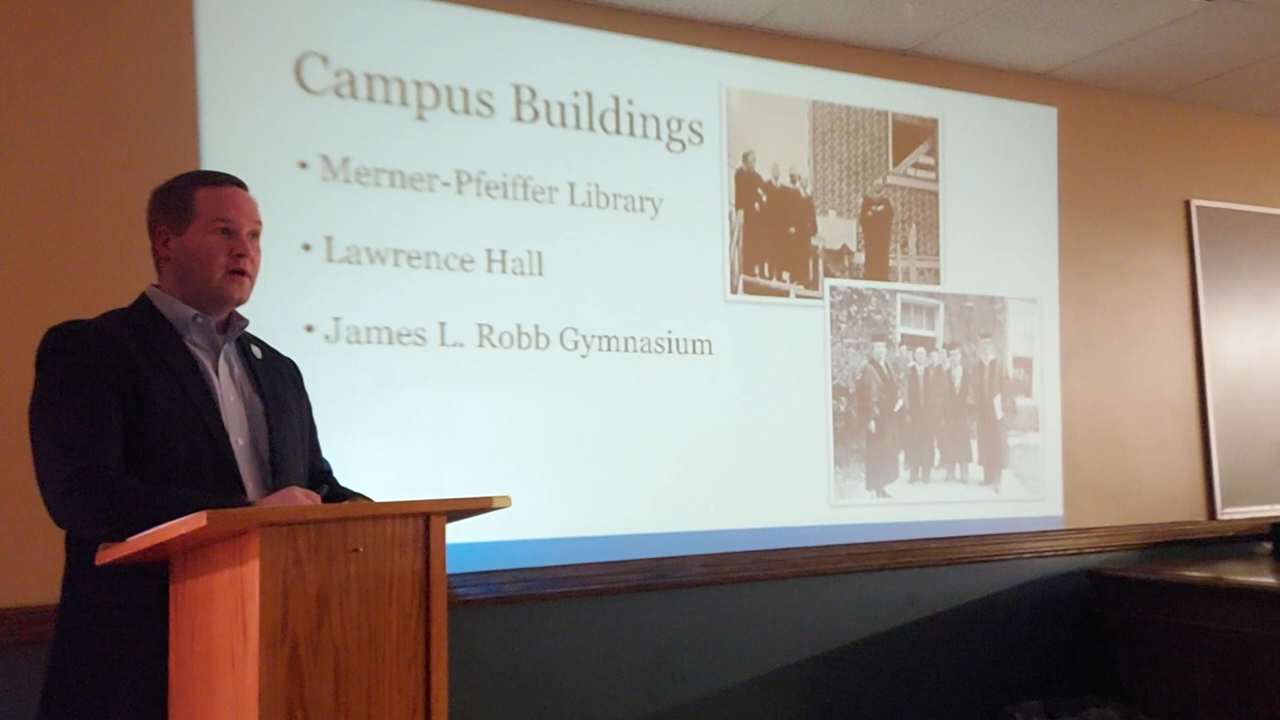 Campus Buildings
• Merner-Pfeiffer Library
• Lawrence Hall
• James L. Robb Gymnasium